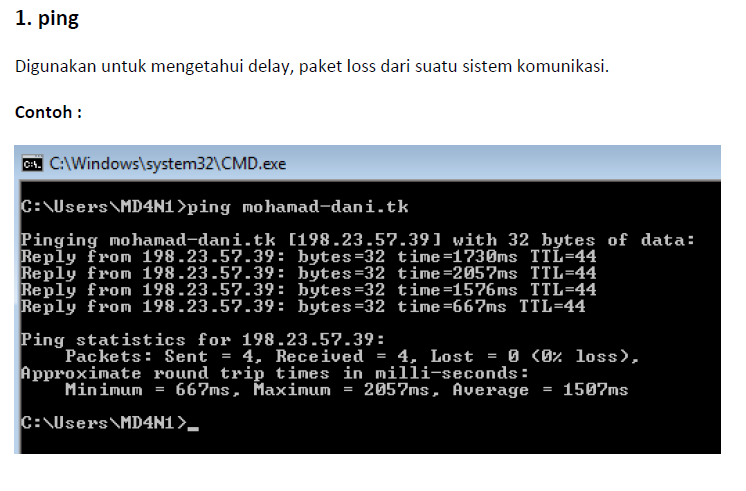 1. ping
Digunakan untuk mengetahui delay, paket loss dari suatu sistem komunikasi.
Contoh :
C:\Windows\system32\CMD.exe
C:\Users\MD4N1>ping mohamad-dani.tk
Pinging mohamad-dani.tk [198.23.57.39] with 32 bytes of data:
Reply from 198.23.57.39: bytes=32 time=1730ms TTL=44
Reply from 198.23.57.39: bytes=32 time=2057ms TTL=44
Reply from 198.23.57.39: bytes=32 time=1576ms TTL=44
Reply from 198.23.57.39: bytes=32 time=667ms TTL=44
Ping statistics for 198.23.57.39:
Packets: Sent = 4, Received = 4, Lost = 0 (0% loss),
Approximate round trip times in milli-seconds:
Minimum = 667ms, Maximum = 2057ms, Average = 1507ms
C:\Users\MD4N1>_